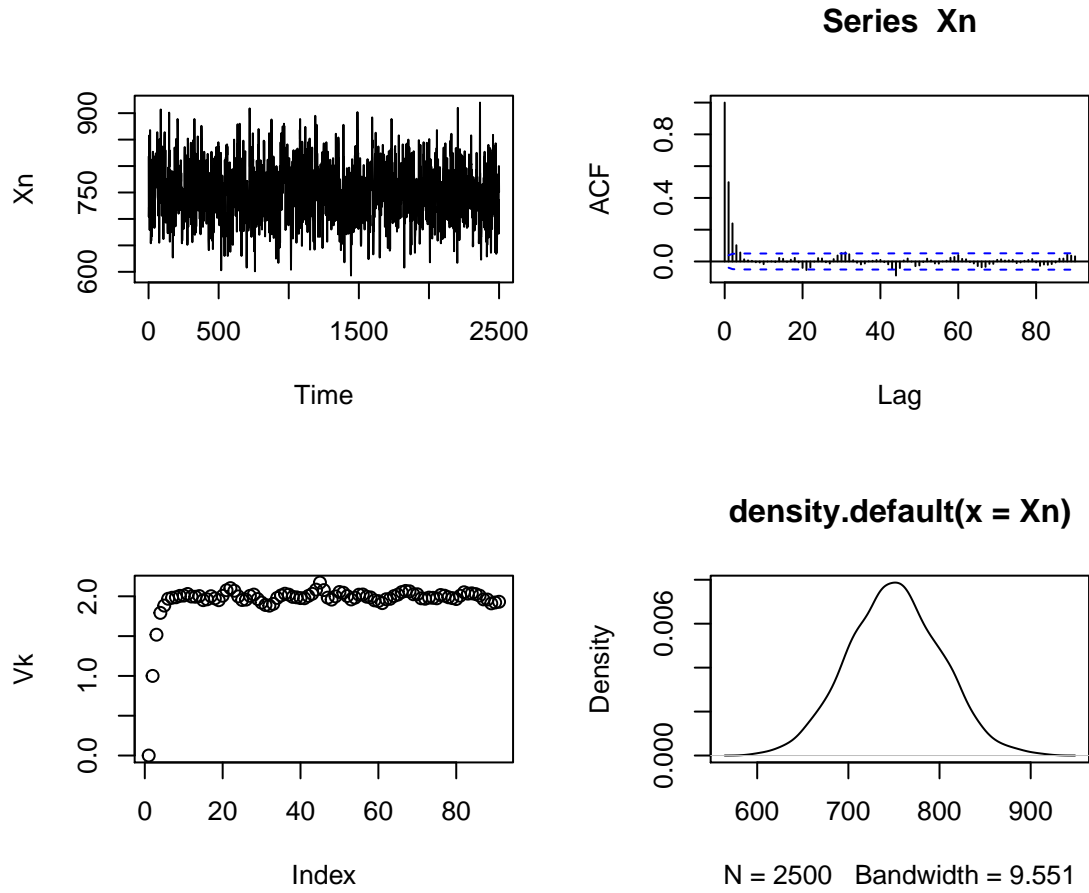 Series  Xn
Xn
900
750
600
0
500
1500
2500
Time
ACF
0.8
0.4
0.0
0
20
40
60
80
Lag
density.default(x = Xn)
Vk
2.0
1.0
0.0
0
20
40
60
80
Index
Density
0.006
0.000
600
700
800
900
N = 2500   Bandwidth = 9.551